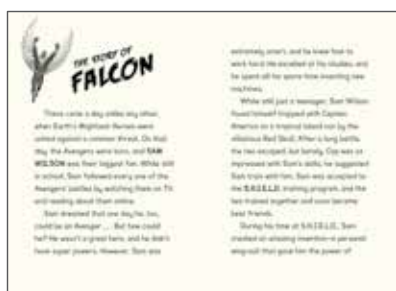 THE STORY OF
FALCON
There came a day unlike any other,
when Earth's Mightiest Heroes were
united against a common threat. On that
day, the Avengers were born, and SAM
WILSON was their biggest fan. While still
in school, Sam followed every one of the
Avengers' battles by watching them on TV
and reading about them online.
Sam dreamed that one day he, too,
could be an Avenger . . . . But how could
he? He wasn't a great hero, and he didn't
have super powers. However, Sam was
extremely smart, and he knew how to
work hard. He excelled at his studies, and
he spent all his spare time inventing new
machines.
While still just a teenager, Sam Wilson
found himself trapped with Captain
America on a tropical island run by the
villainous Red Skull. After a long battle,
the two escaped, but barely. Cap was so
impressed with Sam's skills, he suggested
Sam train with him. Sam was accepted to
the S.H.I.E.L.D. training program, and the
two trained together and soon became
best friends.
During his time at S.H.I.E.L.D., Sam
created an amazing invention—a personal
wing-suit that gave him the power of